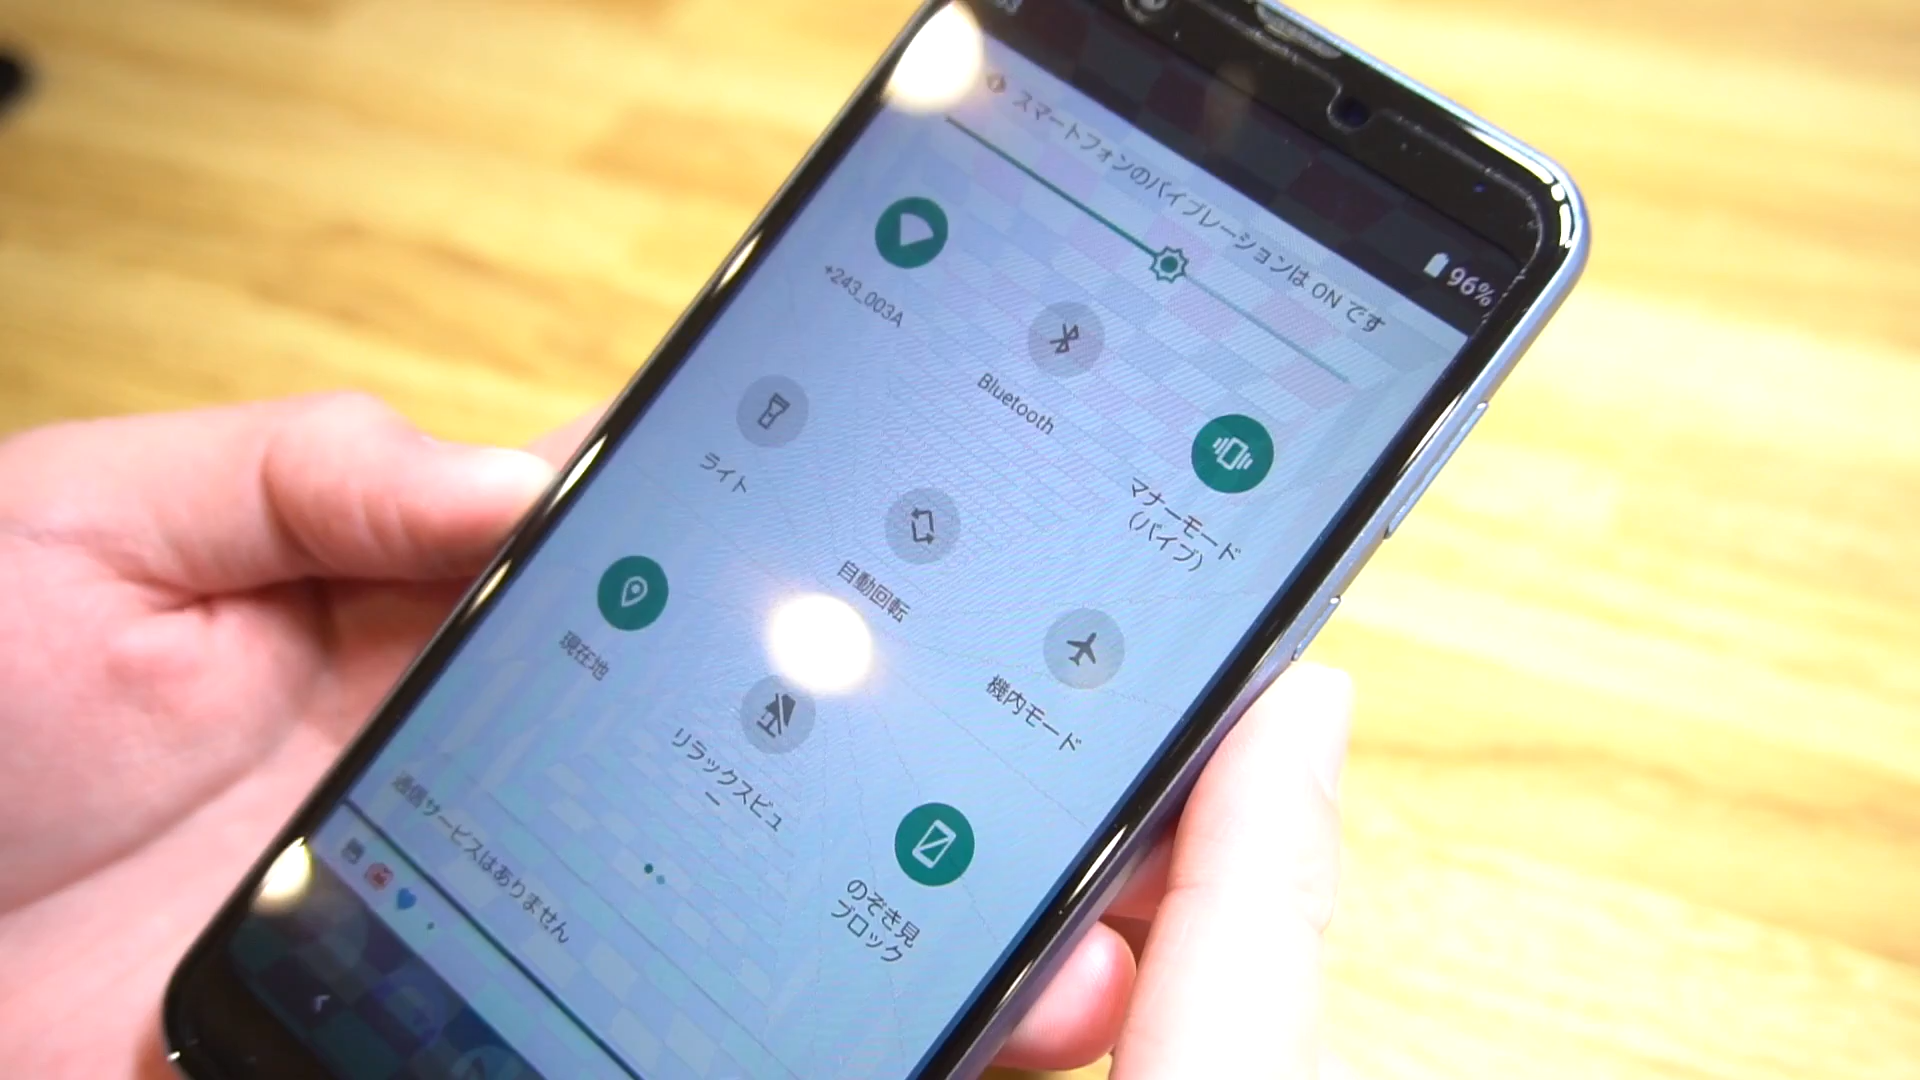 96%
スマートフォンのバイブレーションは ON です
+243_003A
Bluetooth
マナーモード
(バイブ)
ライト
自動回転
機内モード
現在地
リラックスビュ
ー
のぞき見
ブロック
通信サービスはありません